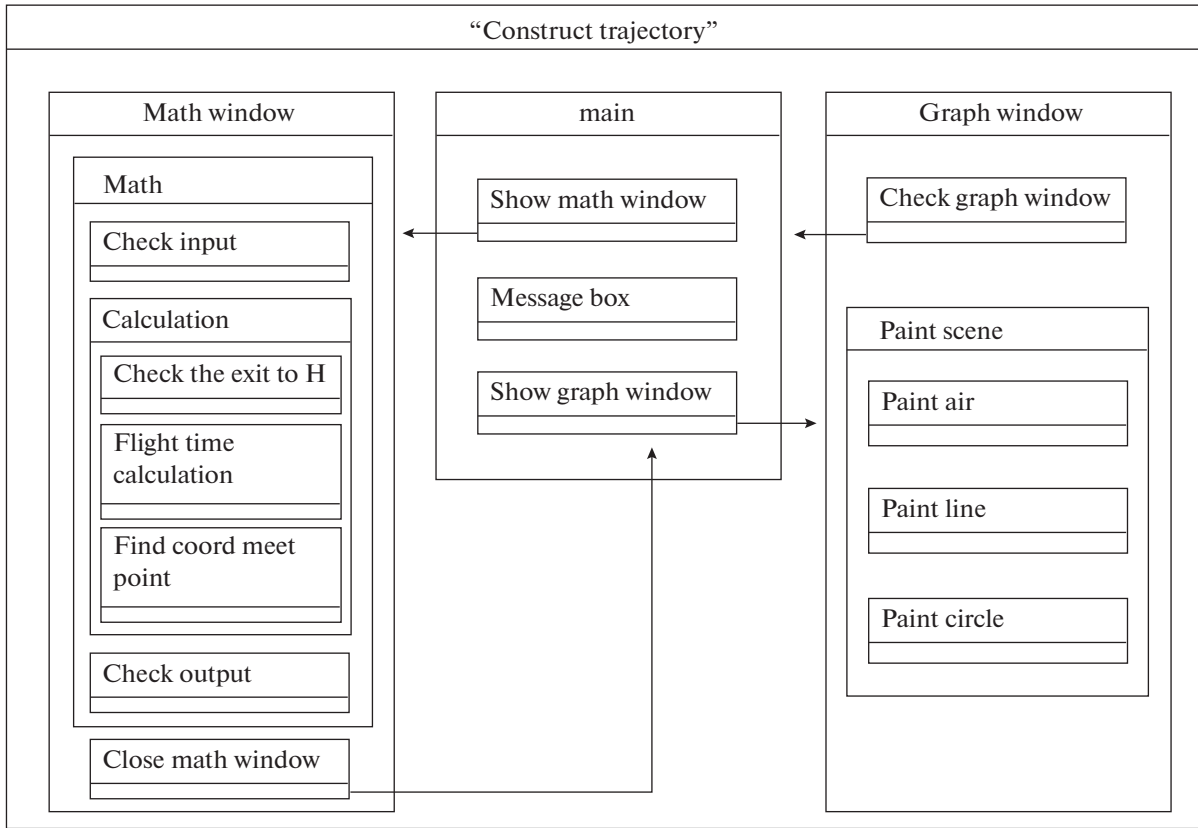 “Construct trajectory”
Math window
Math
Check input
Calculation
Check the exit to H
Flight time
calculation
Find coord meet
point
Check output
Close math window
main
Show math window
Message box
Show graph window
Graph window
Check graph window
Paint scene
Paint air
Paint line
Paint circle